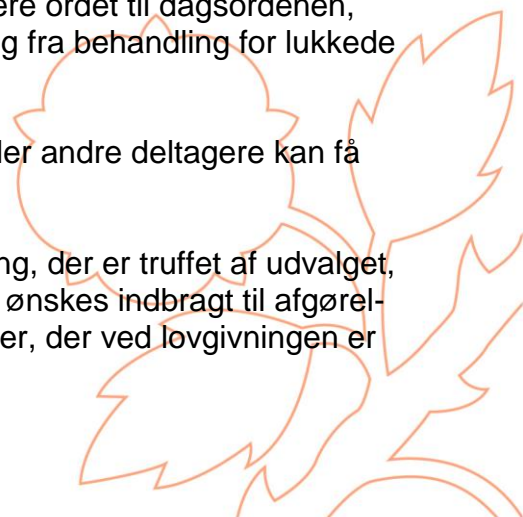 ere ordet til dagsordenen,
g fra behandling for lukkede
ler andre deltagere kan få
ng, der er truffet af udvalget,
ønskes indbragt til afgørel-
er, der ved lovgivningen er